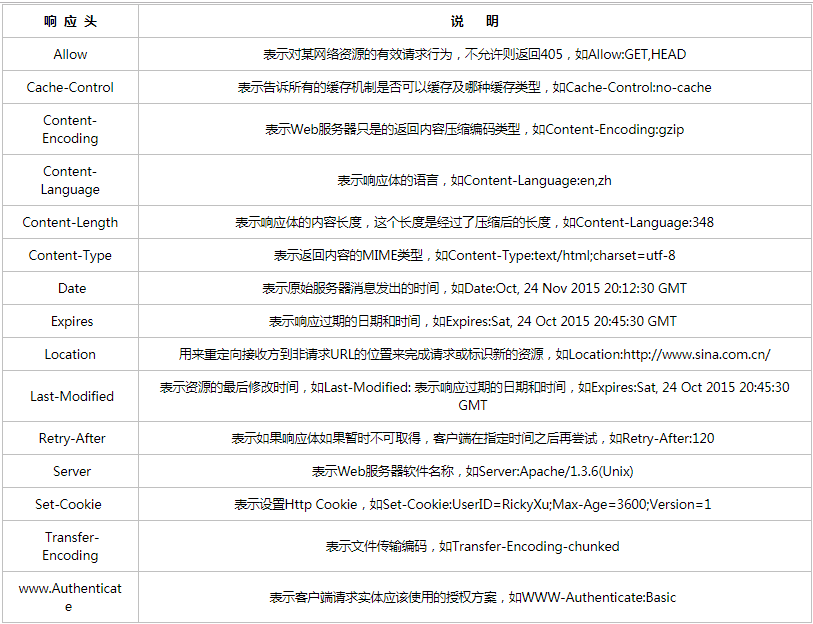 响 应 头
说 明
Allow
表示对某网络资源的有效请求行为，不允许则返回405，如Allow:GET,HEAD
Cache-Control
表示告诉所有的缓存机制是否可以缓存及哪种缓存类型，如Cache-Control:no-cache
Content-
Encoding
表示Web服务器只是的返回内容压缩编码类型，如Content-Encoding:gzip
Content-
Language
表示响应体的语言，如Content-Language:en,zh
Content-Length
表示响应体的内容长度，这个长度是经过了压缩后的长度，如Content-Language:348
Content-Type
表示返回内容的MIME类型，如Content-Type:text/html;charset=utf-8
Date
表示原始服务器消息发出的时间，如Date:Oct, 24 Nov 2015 20:12:30 GMT
Expires
表示响应过期的日期和时间，如Expires:Sat, 24 Oct 2015 20:45:30 GMT
Location
用来重定向接收方到非请求URL的位置来完成请求或标识新的资源，如Location:http://www.sina.com.cn/
Last-Modified
表示资源的最后修改时间，如Last-Modified: 表示响应过期的日期和时间，如Expires:Sat, 24 Oct 2015 20:45:30
GMT
Retry-After
表示如果响应体如果暂时不可取得，客户端在指定时间之后再尝试，如Retry-After:120
Server
表示Web服务器软件名称，如Server:Apache/1.3.6(Unix)
Set-Cookie
表示设置Http Cookie，如Set-Cookie:UserID=RickyXu;Max-Age=3600;Version=1
Transfer-
Encoding
表示文件传输编码，如Transfer-Encoding-chunked
www.Authenticat
e
表示客户端请求实体应该使用的授权方案，如WWW-Authenticate:Basic